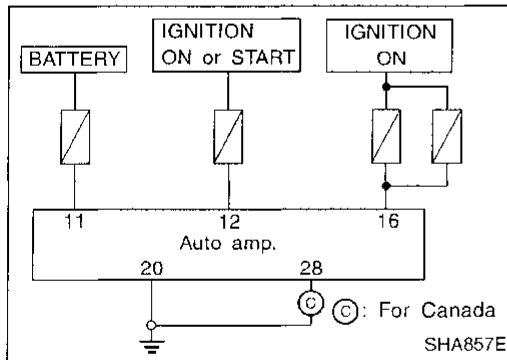 BATTERY
IGNITION
ON or START
IGNITION
ON
11
12
16
Auto amp.
20
28
C
C : For Canada
SHA857E